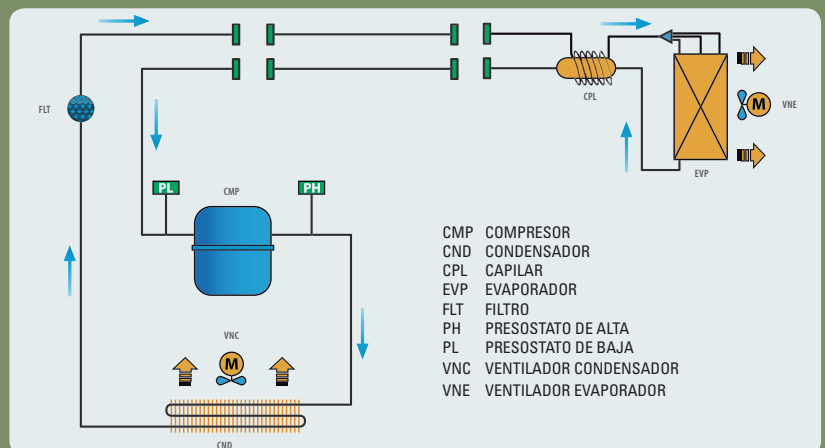 FLT
CPL
M
VNE
EVP
PL
CMP
PH
CMP COMPRESOR
CND CONDENSADOR
CPL CAPILAR
EVP EVAPORADOR
FLT FILTRO
PH PRESOSTATO DE ALTA
PL PRESOSTATO DE BAJA
VNC VENTILADOR CONDENSADOR
VNE VENTILADOR EVAPORADOR
VNC
M
CND